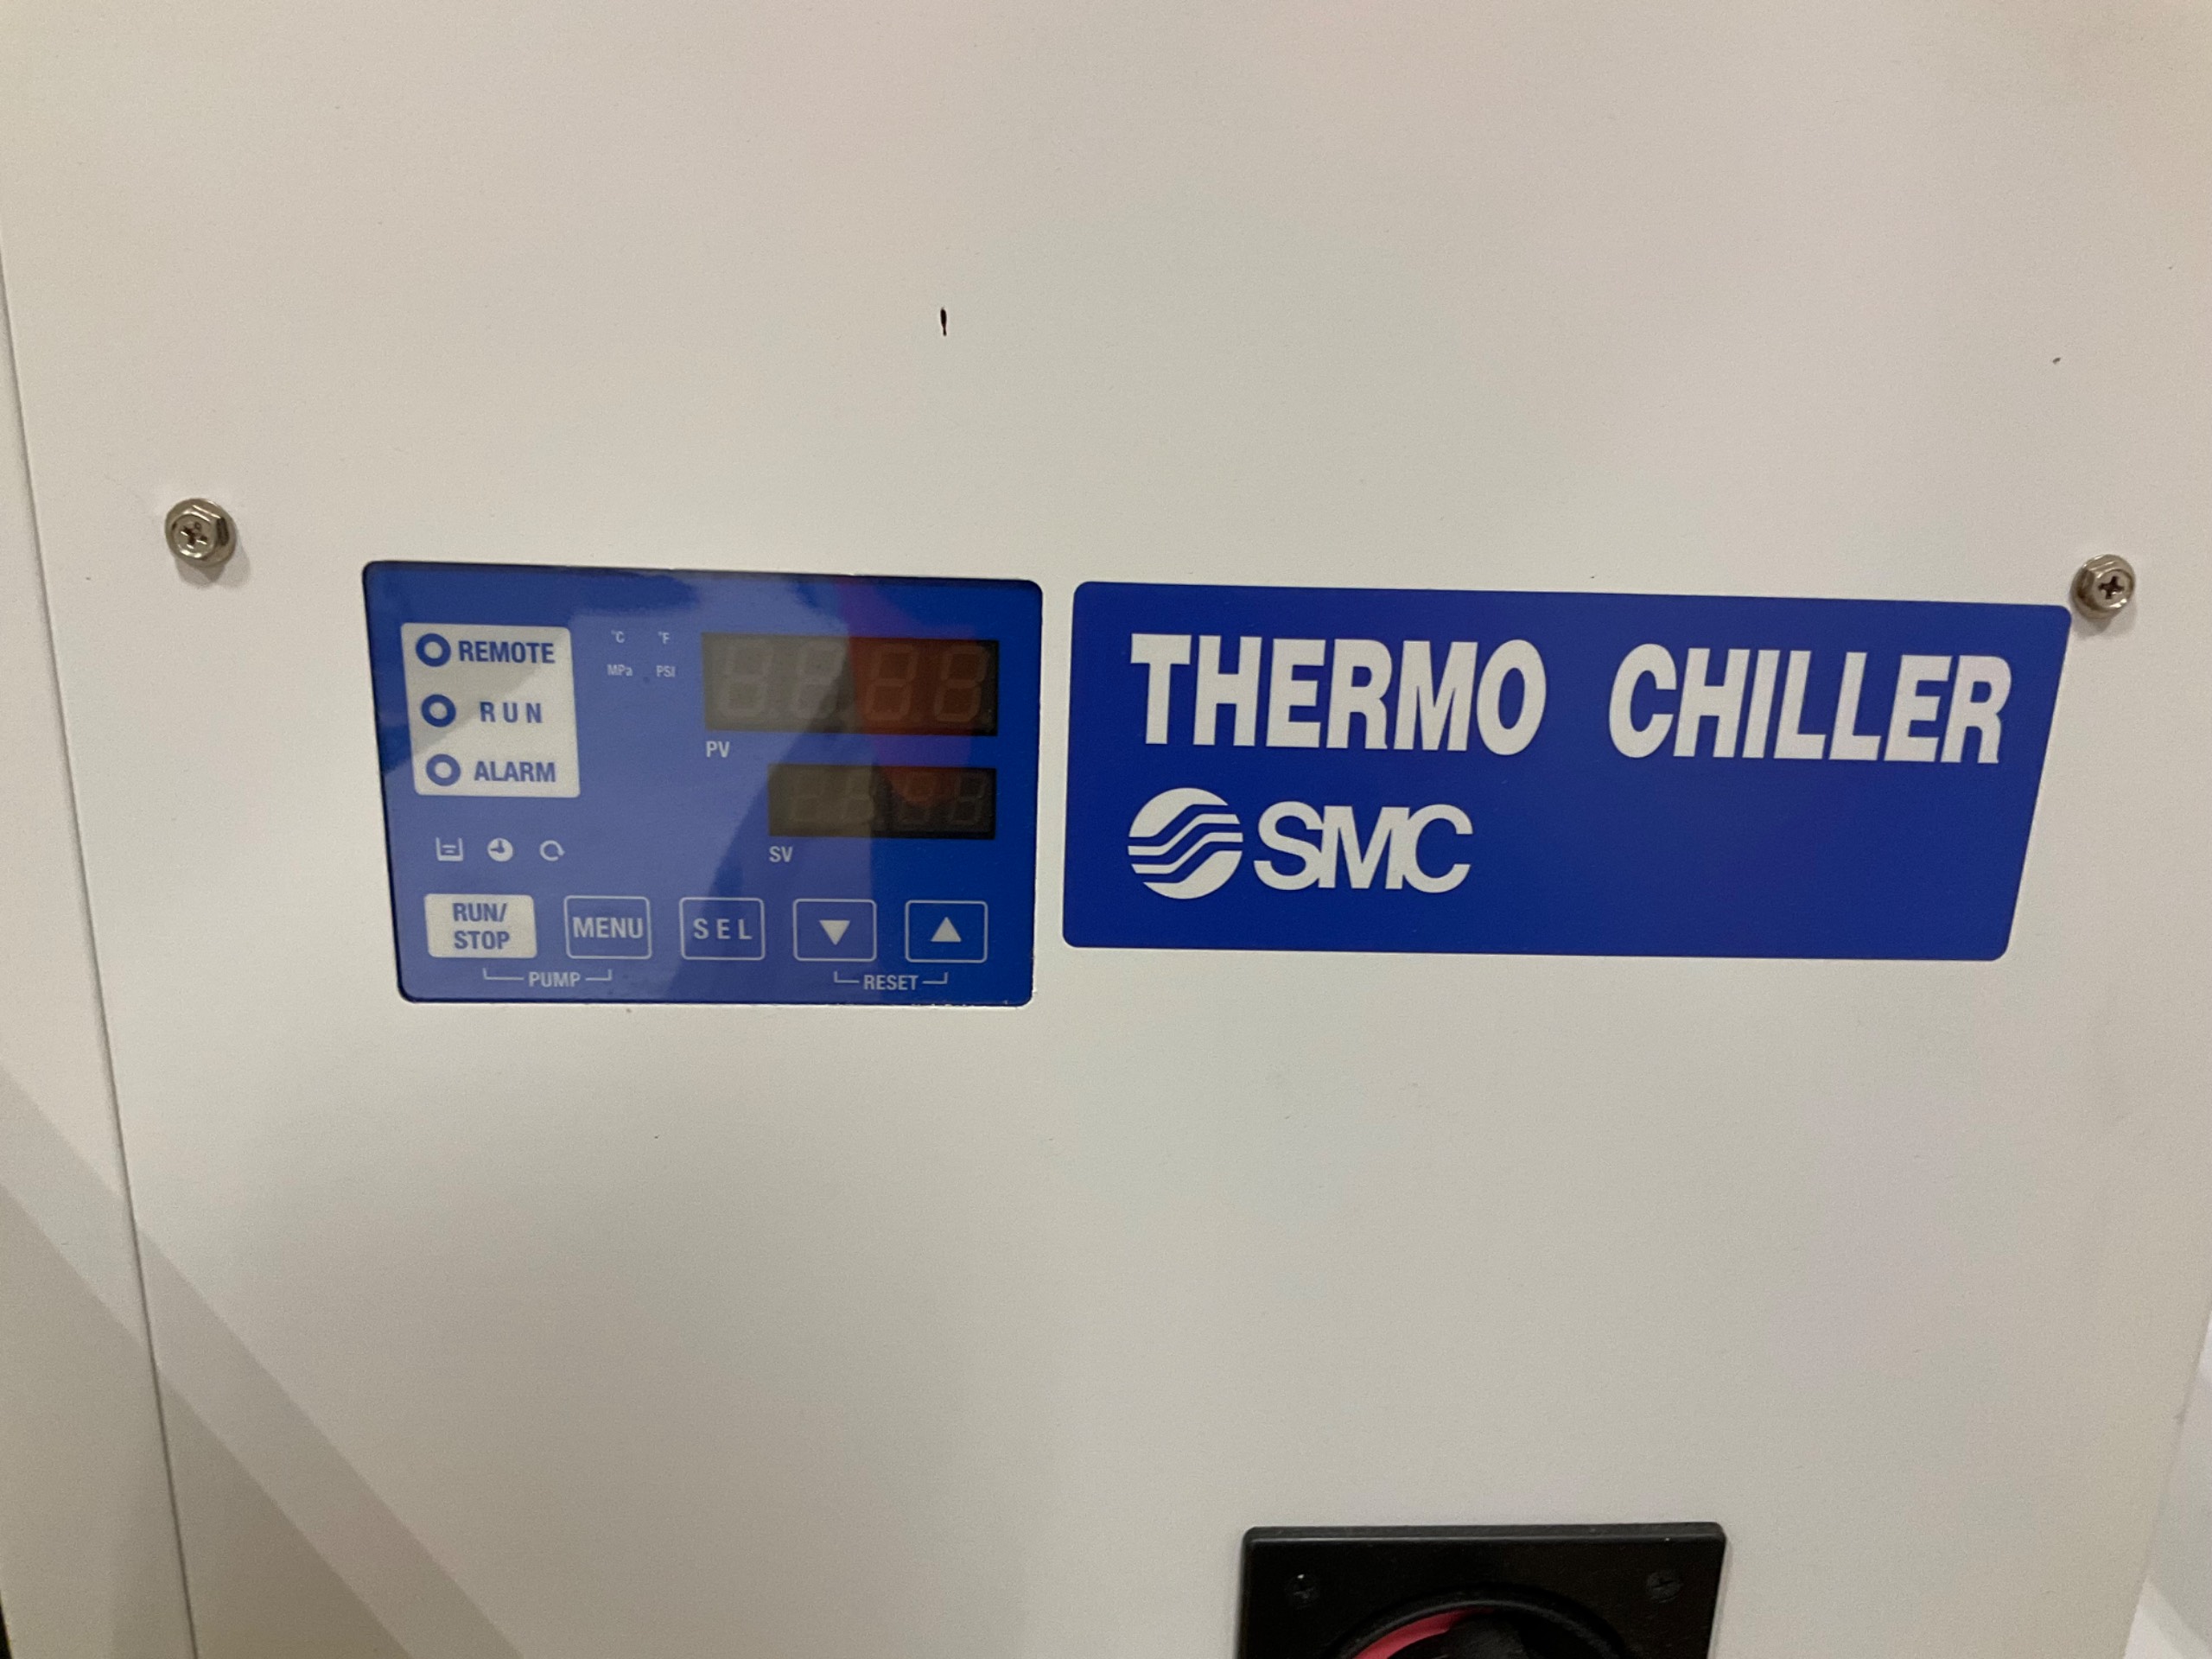 REMOTE
RUN
ALARM
°C °F
MPa PSI
PV
SV
RUN/
STOP
MENU
SEL
PUMP
RESET
THERMO CHILLER
SMC